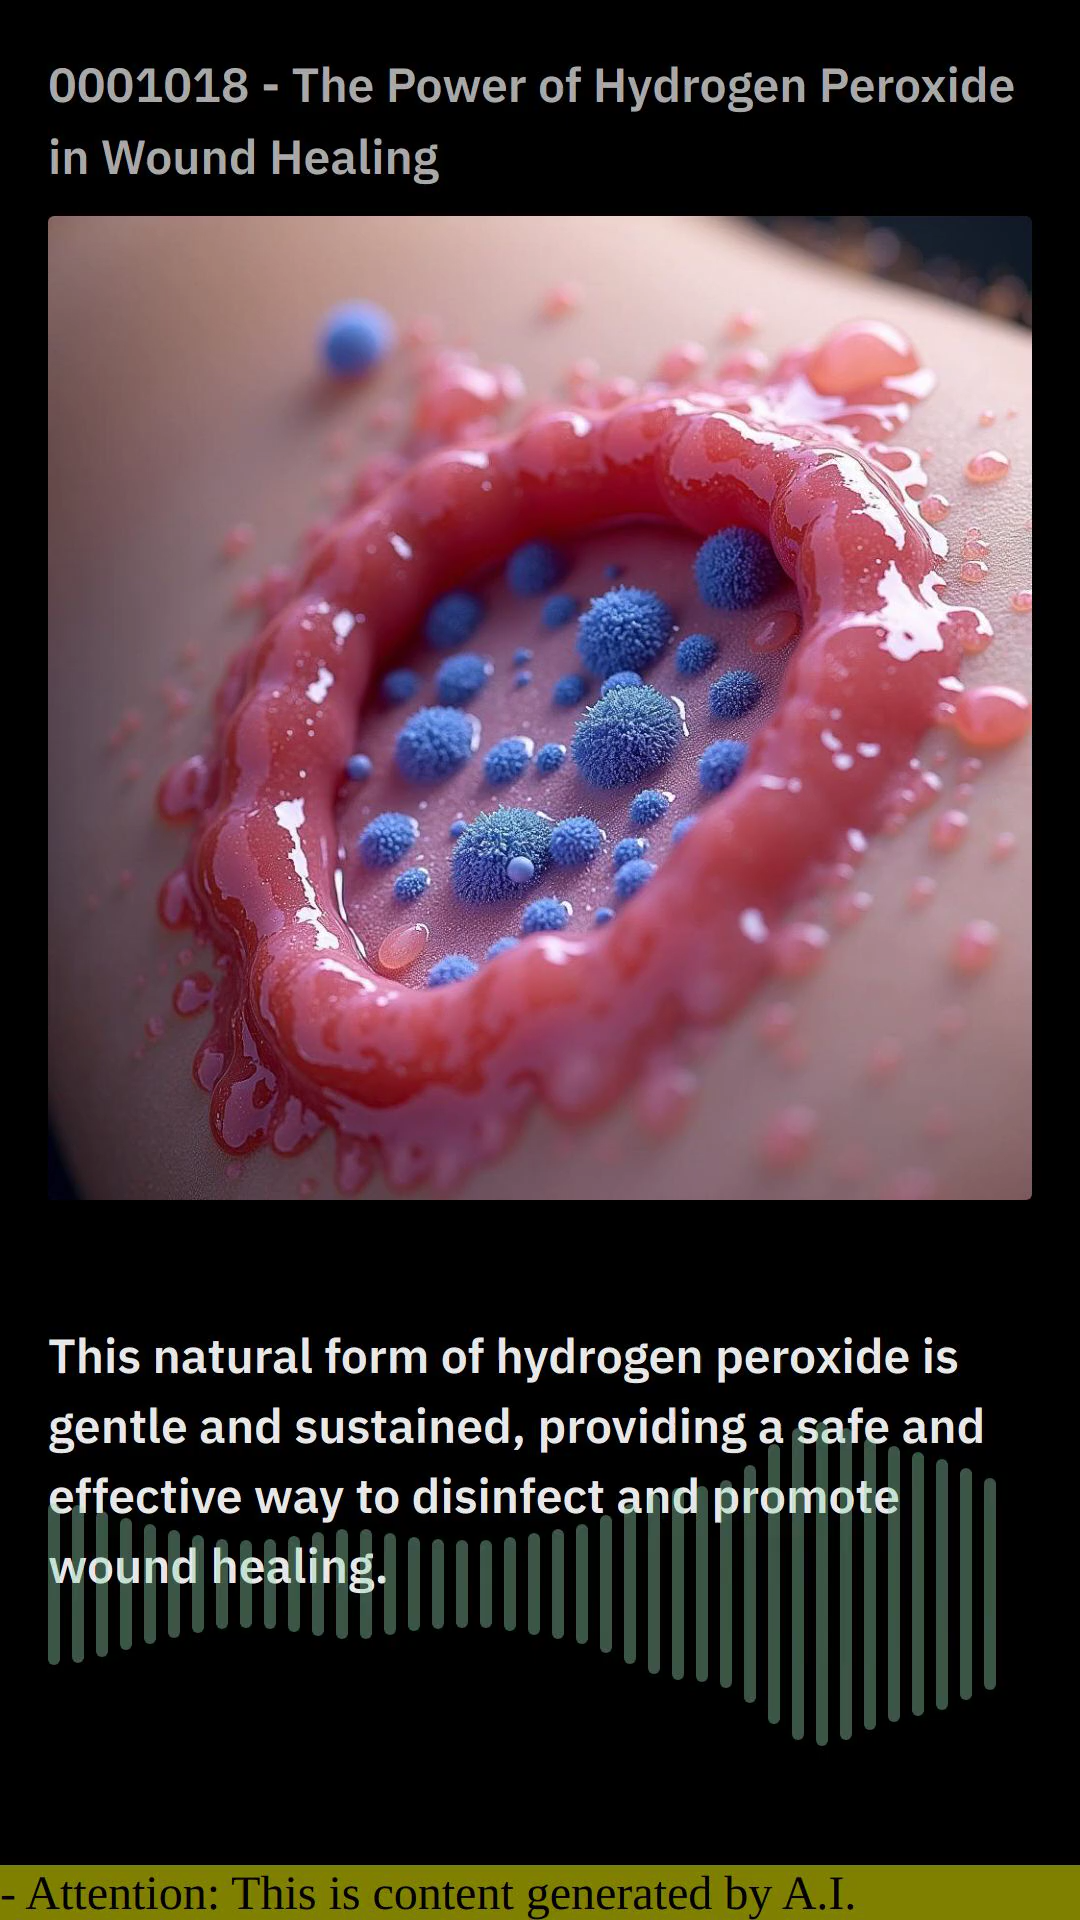 0001018 - The Power of Hydrogen Peroxide
in Wound Healing
This natural form of hydrogen peroxide is
gentle and sustained, providing a safe and
effective way to disinfect and promote
wound healing.
- Attention: This is content generated by A.I.